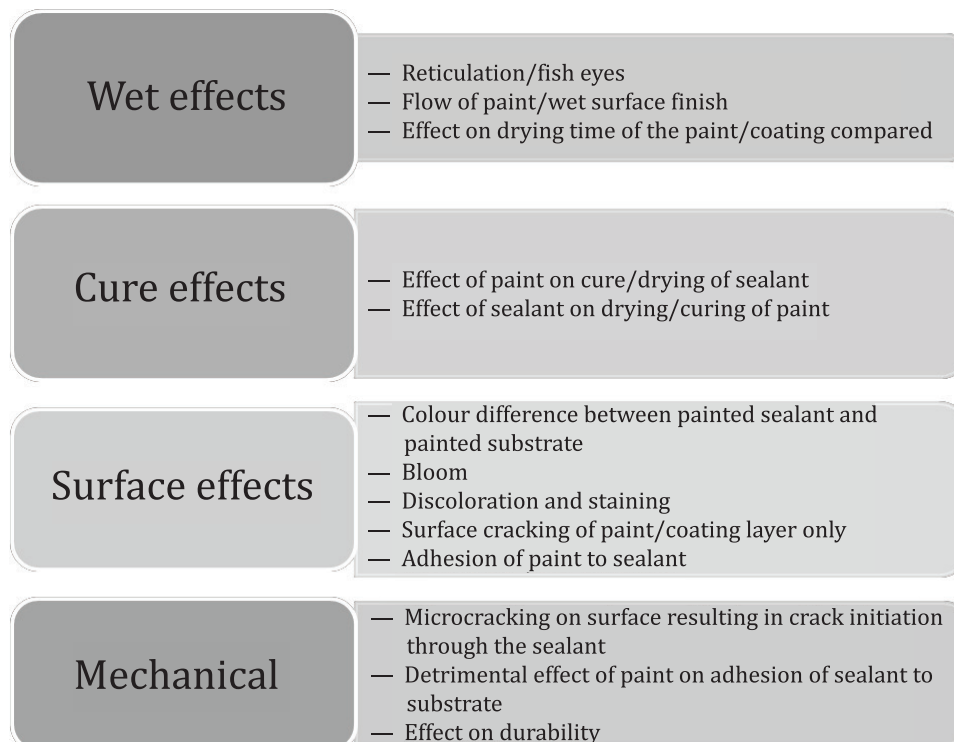 Wet effects
— Reticulation/fish eyes
— Flow of paint/wet surface finish
— Effect on drying time of the paint/coating compared
Cure effects
— Effect of paint on cure/drying of sealant
— Effect of sealant on drying/curing of paint
Surface effects
— Colour difference between painted sealant and
painted substrate
— Bloom
— Discoloration and staining
— Surface cracking of paint/coating layer only
— Adhesion of paint to sealant
Mechanical
— Microcracking on surface resulting in crack initiation
through the sealant
— Detrimental effect of paint on adhesion of sealant to
substrate
— Effect on durability